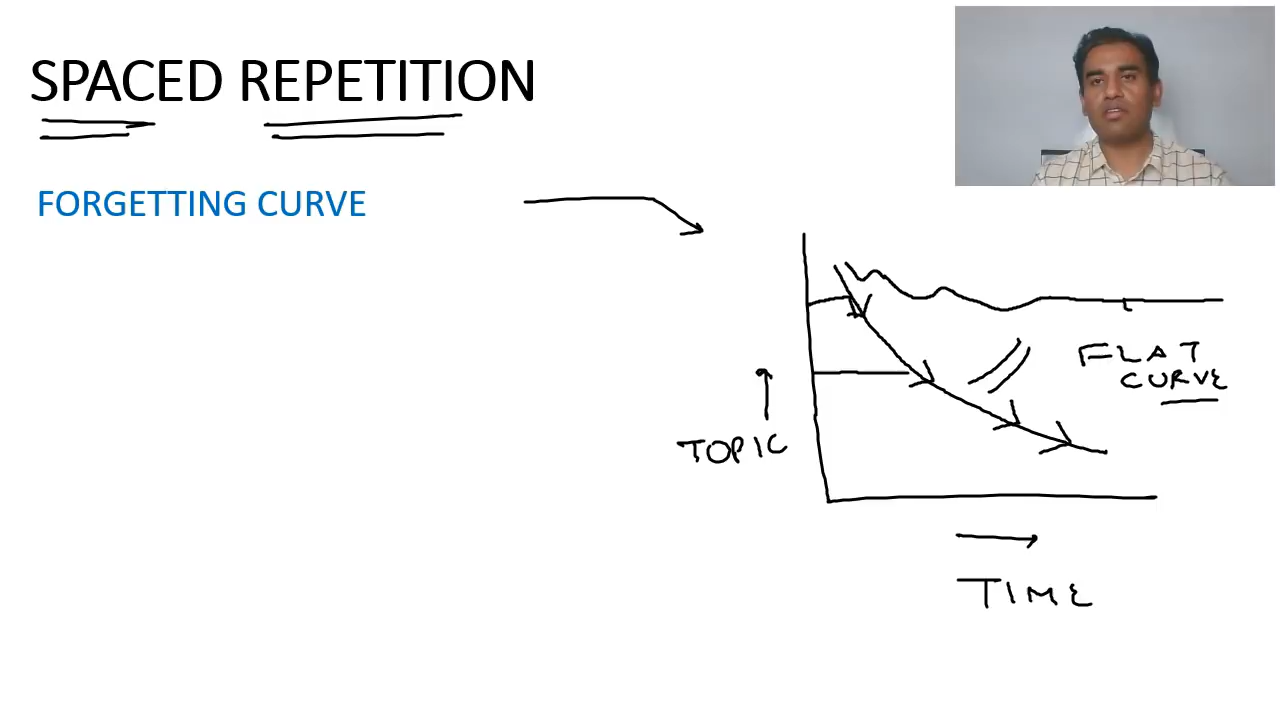 SPACED REPETITION
FORGETTING CURVE
FLAT
CURVE
TOPIC
TIME